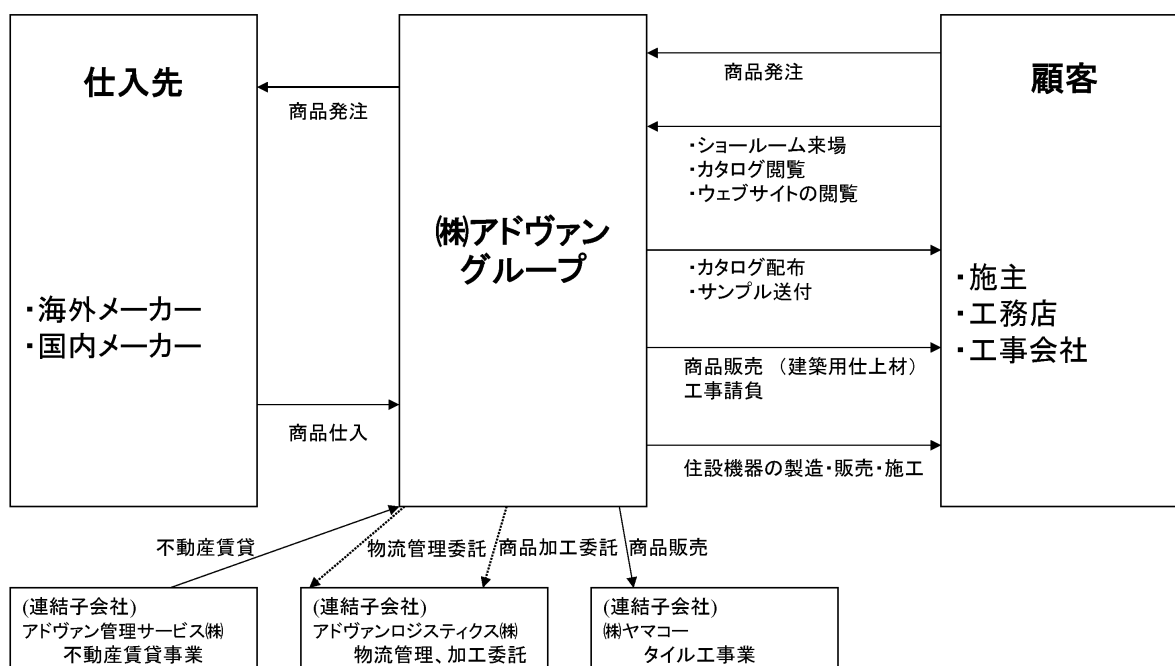 仕入先
・海外メーカー
・国内メーカー
商品発注
商品仕入
㈱アドヴァン
グループ
商品発注
・ショールーム来場
・カタログ閲覧
・ウェブサイトの閲覧
・カタログ配布
・サンプル送付
商品販売 (建築用仕上材)
工事請負
住設機器の製造・販売・施工
顧客
・施主
・工務店
・工事会社
不動産賃貸
物流管理委託
商品加工委託
商品販売
(連結子会社)
アドヴァン管理サービス㈱
不動産賃貸事業
(連結子会社)
アドヴァンロジスティクス㈱
物流管理、加工委託
(連結子会社)
㈱ヤマコー
タイル工事業